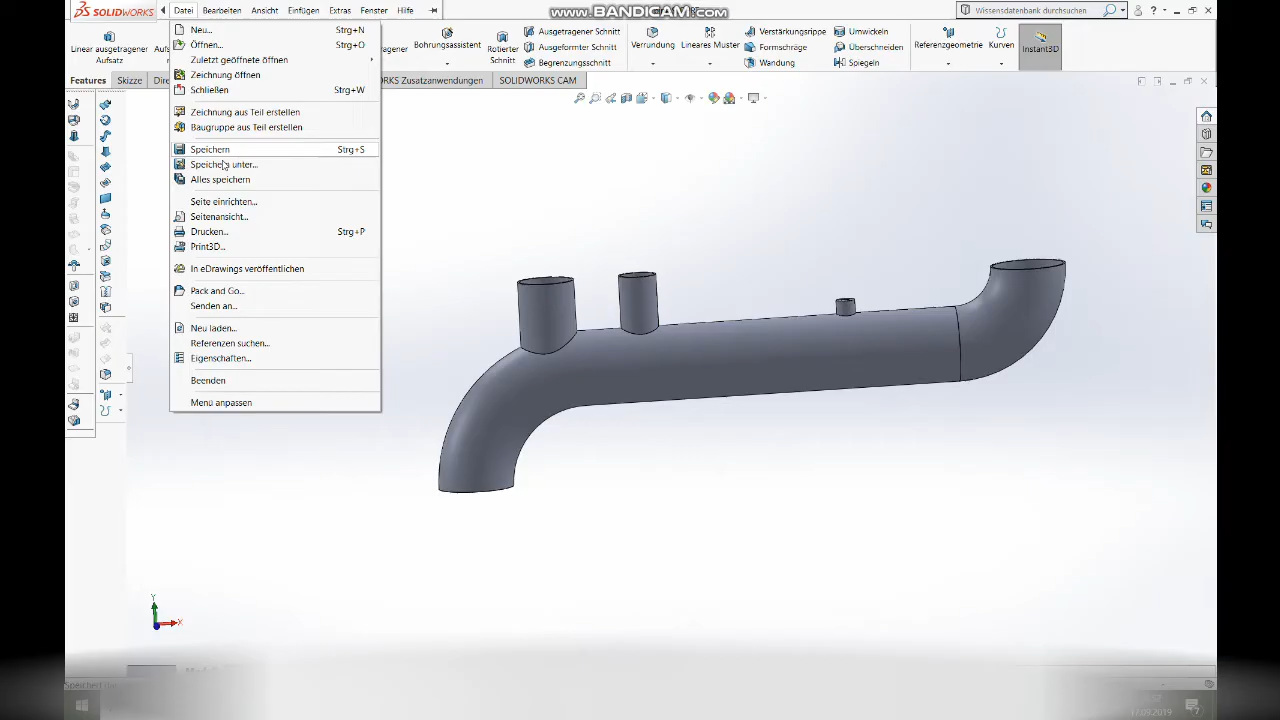 SOLIDWORKS
Datei Bearbeiten Ansicht Einfügen Extras Fenster Hilfe
www.BANDICAM.com
Wissensdatenbank durchsuchen
Linear ausgetragener
Aufsatz
Bohrungsassistent
Rotierter
Schnitt
Ausgetragener Schnitt
Ausgeformter Schnitt
Begrenzungsschnitt
Verrundung
Lineares Muster
Verstärkungsrippe
Formschräge
Wandung
Umwickeln
Überschneiden
Spiegeln
Referenzgeometrie
Kurven
Instant3D
Features
Skizze
SOLIDWORKS CAM
Zusatzanwendungen
Neu... Strg+N
Öffnen... Strg+O
Zuletzt geöffnete öffnen
Zeichnung öffnen
Schließen Strg+W
Zeichnung aus Teil erstellen
Baugruppe aus Teil erstellen
Speichern Strg+S
Speichern unter...
Alles speichern
Seite einrichten...
Seitenansicht...
Drucken... Strg+P
Print3D...
In eDrawings veröffentlichen
Pack and Go...
Senden an...
Neu laden...
Referenzen suchen...
Eigenschaften...
Beenden
Menü anpassen
Y
X
17.09.2019